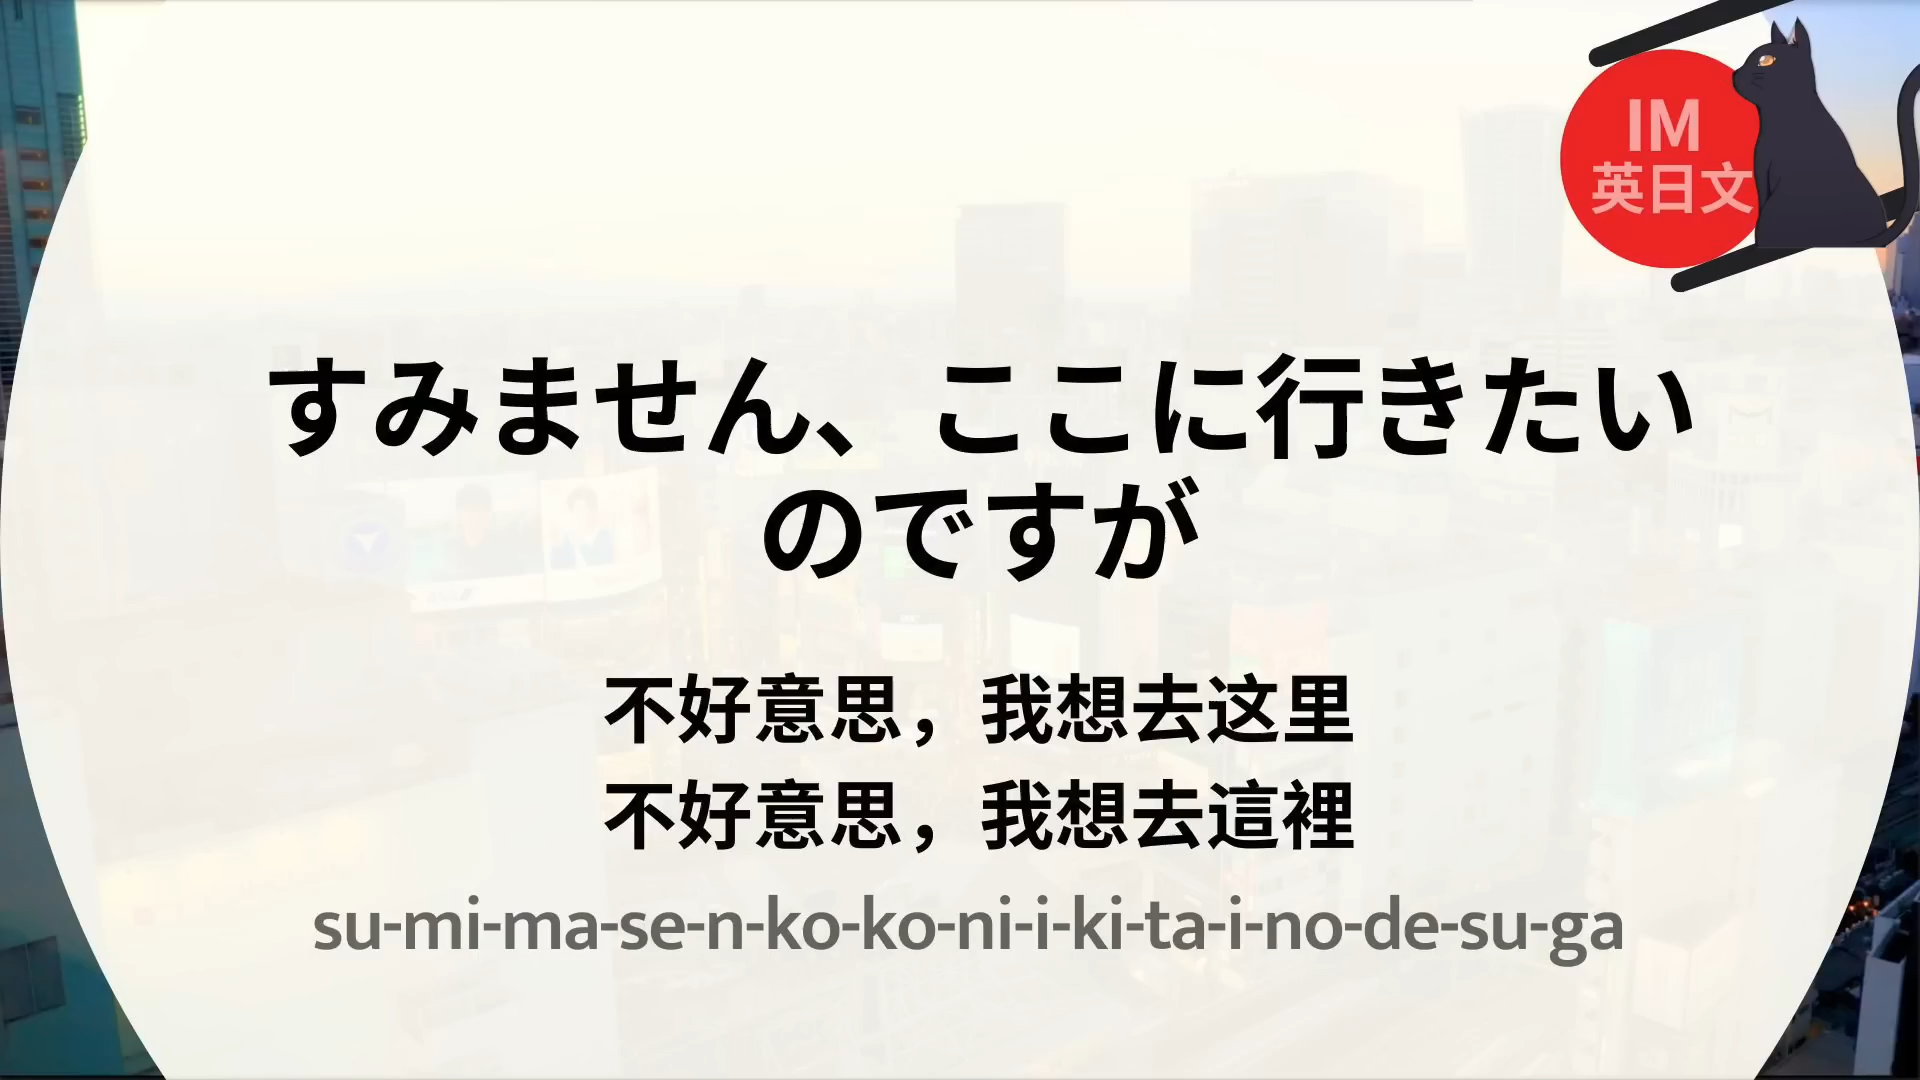 IM
英日文
すみません、ここに行きたい
のですが
不好意思，我想去这里
不好意思，我想去這裡
su-mi-ma-se-n-ko-ko-ni-i-ki-ta-i-no-de-su-ga